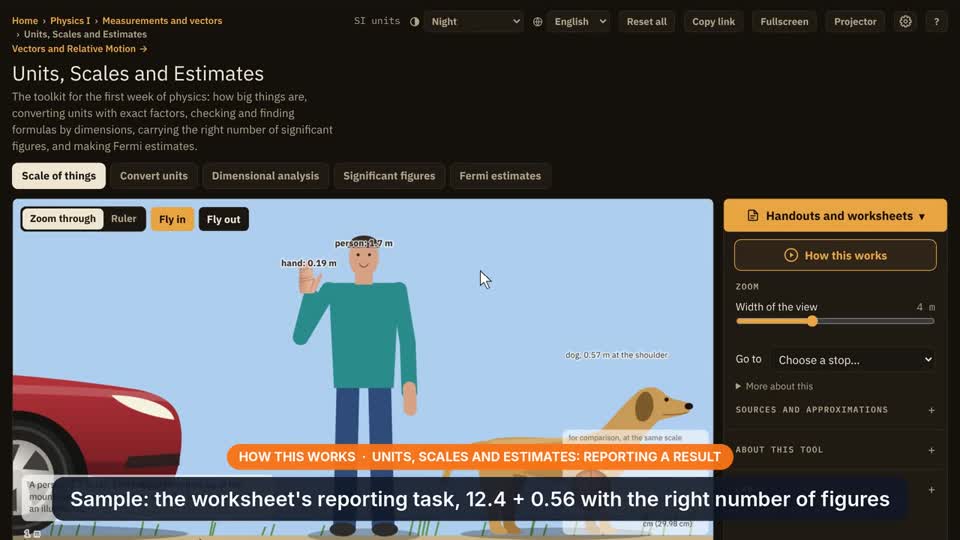 Home › Physics I › Measurements and vectors
› Units, Scales and Estimates
Vectors and Relative Motion →
SI units
Night
English
Reset all
Copy link
Fullscreen
Projector
?
Units, Scales and Estimates
The toolkit for the first week of physics: how big things are,
converting units with exact factors, checking and finding
formulas by dimensions, carrying the right number of significant
figures, and making Fermi estimates.
Scale of things
Convert units
Dimensional analysis
Significant figures
Fermi estimates
Zoom through
Ruler
Fly in
Fly out
person: 1.7 m
hand: 0.19 m
dog, 0.57 m at the shoulder
for comparison, at the same scale
cm (29.98 cm)
1 m
Handouts and worksheets ▾
How this works
ZOOM
Width of the view 4 m
Go to Choose a stop...
More about this
SOURCES AND APPROXIMATIONS +
ABOUT THIS TOOL +
+
HOW THIS WORKS · UNITS, SCALES AND ESTIMATES: REPORTING A RESULT
Sample: the worksheet's reporting task, 12.4 + 0.56 with the right number of figures